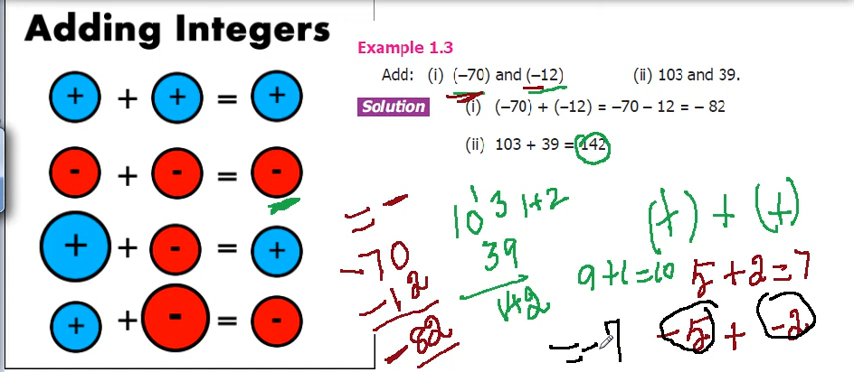 Adding Integers
+ + + = +
- + - = -
+ + - = +
+ + - = -
Example 1.3
Add: (i) (–70) and (–12) (ii) 103 and 39.
Solution (i) (–70) + (–12) = –70 – 12 = – 82
(ii) 103 + 39 = 142
= -
-70
-12
-82
1
103 1+2
39
142
9+1=10
(+) + (+)
5+2=7
-5 + -2
= -7